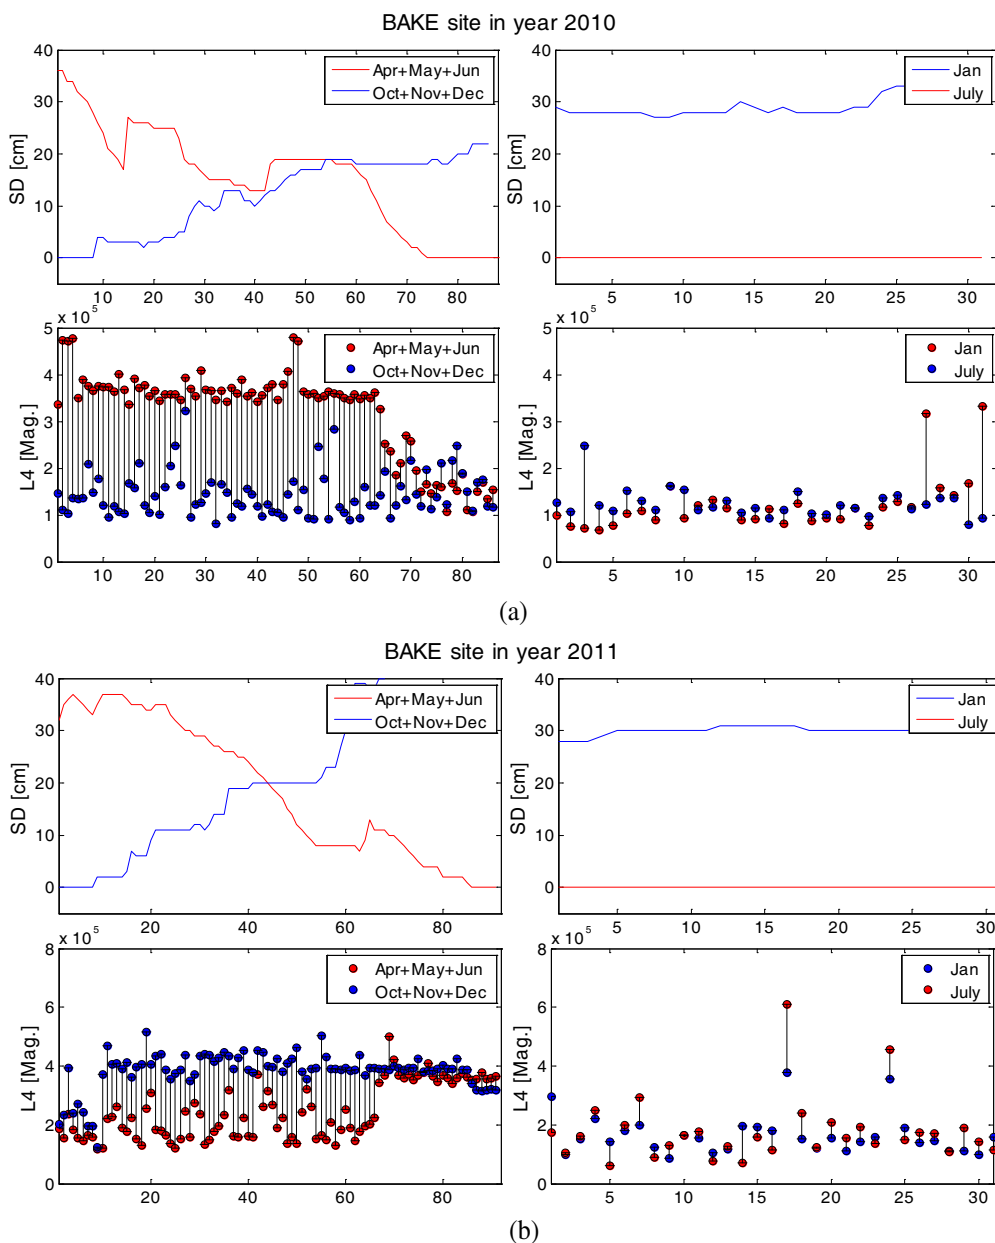 BAKE site in year 2010
40
30
20
10
0
SD [cm]
Apr+May+Jun
Oct+Nov+Dec
10 20 30 40 50 60 70 80
40
30
20
10
0
SD [cm]
Jan
July
5 10 15 20 25 30
5 x 10^5
4
3
2
1
0
L4 [Mag.]
Apr+May+Jun
Oct+Nov+Dec
10 20 30 40 50 60 70 80
5 x 10^5
4
3
2
1
0
L4 [Mag.]
Jan
July
5 10 15 20 25 30
(a)
BAKE site in year 2011
40
30
20
10
0
SD [cm]
Apr+May+Jun
Oct+Nov+Dec
20 40 60 80
40
30
20
10
0
SD [cm]
Jan
July
5 10 15 20 25 30
8 x 10^5
6
4
2
0
L4 [Mag.]
Apr+May+Jun
Oct+Nov+Dec
20 40 60 80
8 x 10^5
6
4
2
0
L4 [Mag.]
Jan
July
5 10 15 20 25 30
(b)